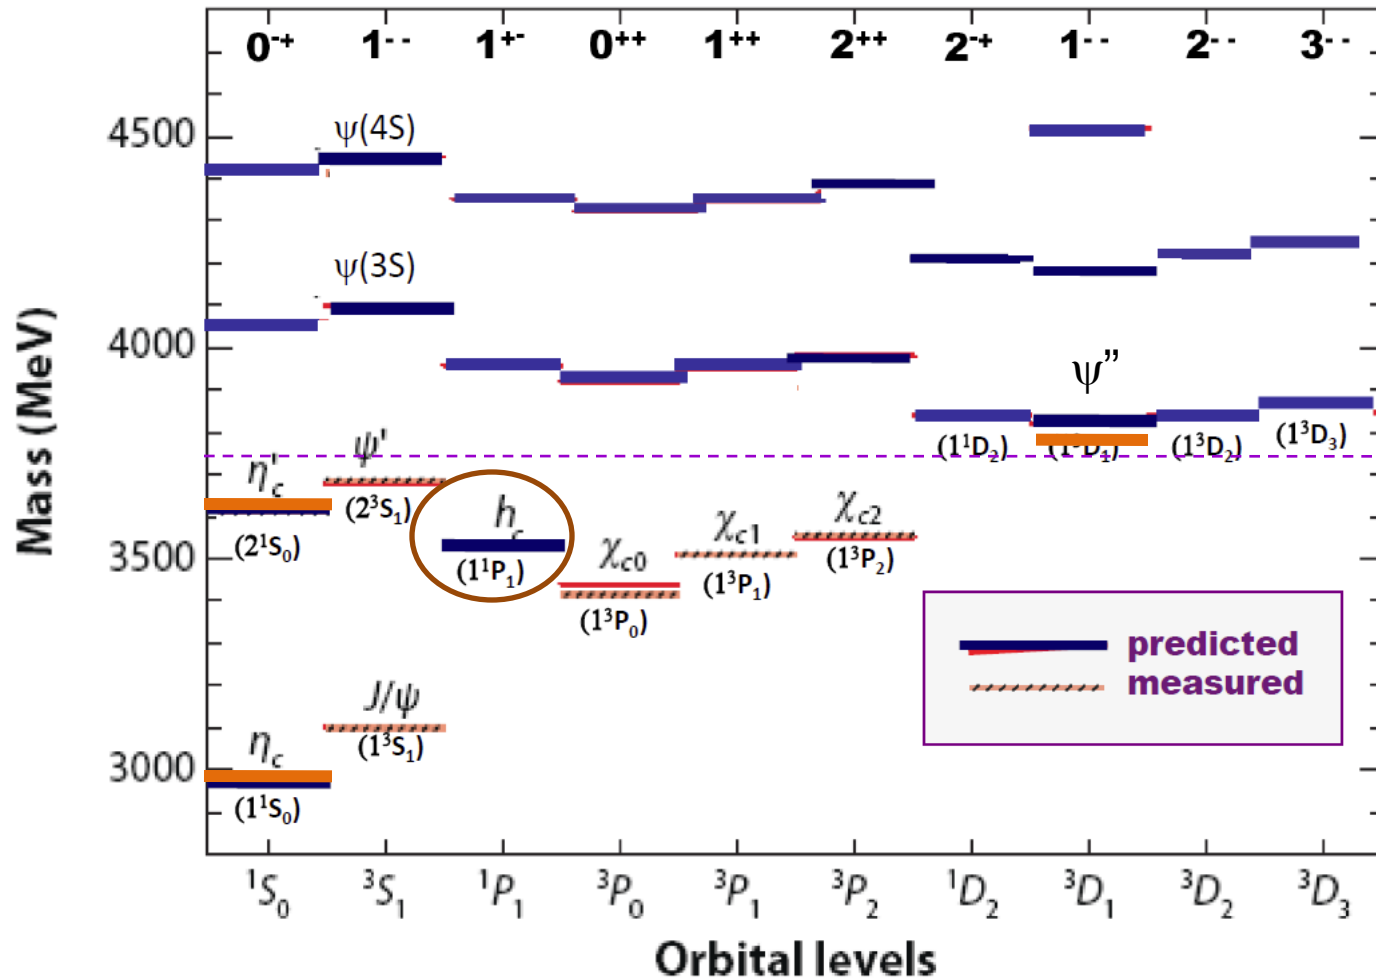 0⁻⁺ 1⁻⁻ 1⁺⁻ 0⁺⁺ 1⁺⁺ 2⁺⁺ 2⁻⁺ 1⁻⁻ 2⁻⁻ 3⁻⁻
4500
ψ(4S)
ψ(3S)
4000
ψ”
(1¹D₂) (1³D₁) (1³D₂) (1³D₃)
η'c ψ'
(2¹S₀) (2³S₁)
hc χc0 χc1 χc2
3500
(1¹P₁) (1³P₀) (1³P₁) (1³P₂)
predicted
measured
J/ψ
(1³S₁)
ηc
3000
(1¹S₀)
Mass (MeV)
¹S₀ ³S₁ ¹P₁ ³P₀ ³P₁ ³P₂ ¹D₂ ³D₁ ³D₂ ³D₃
Orbital levels